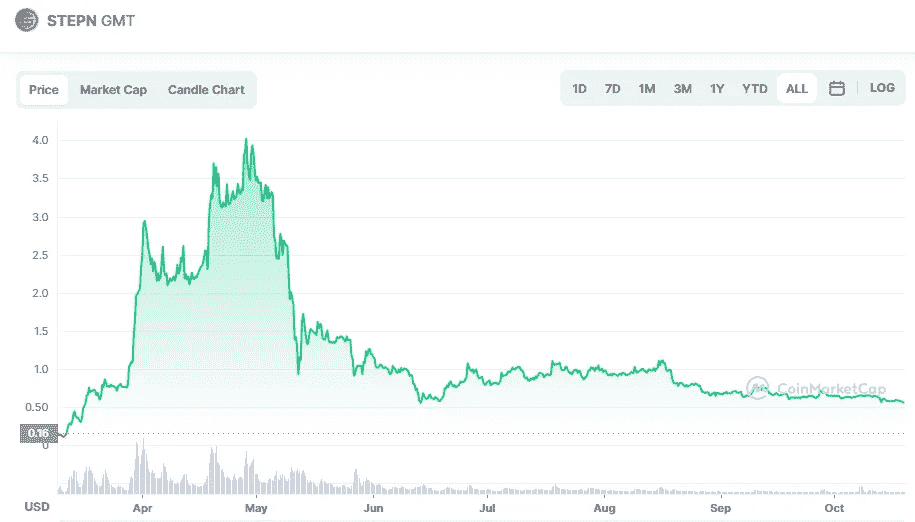 STEPN GMT
Price Market Cap Candle Chart 1D 7D 1M 3M 1Y YTD ALL LOG
4.0
3.5
3.0
2.5
2.0
1.5
1.0
CoinMarketCap
0.50
0.16
0
USD Apr May Jun Jul Aug Sep Oct